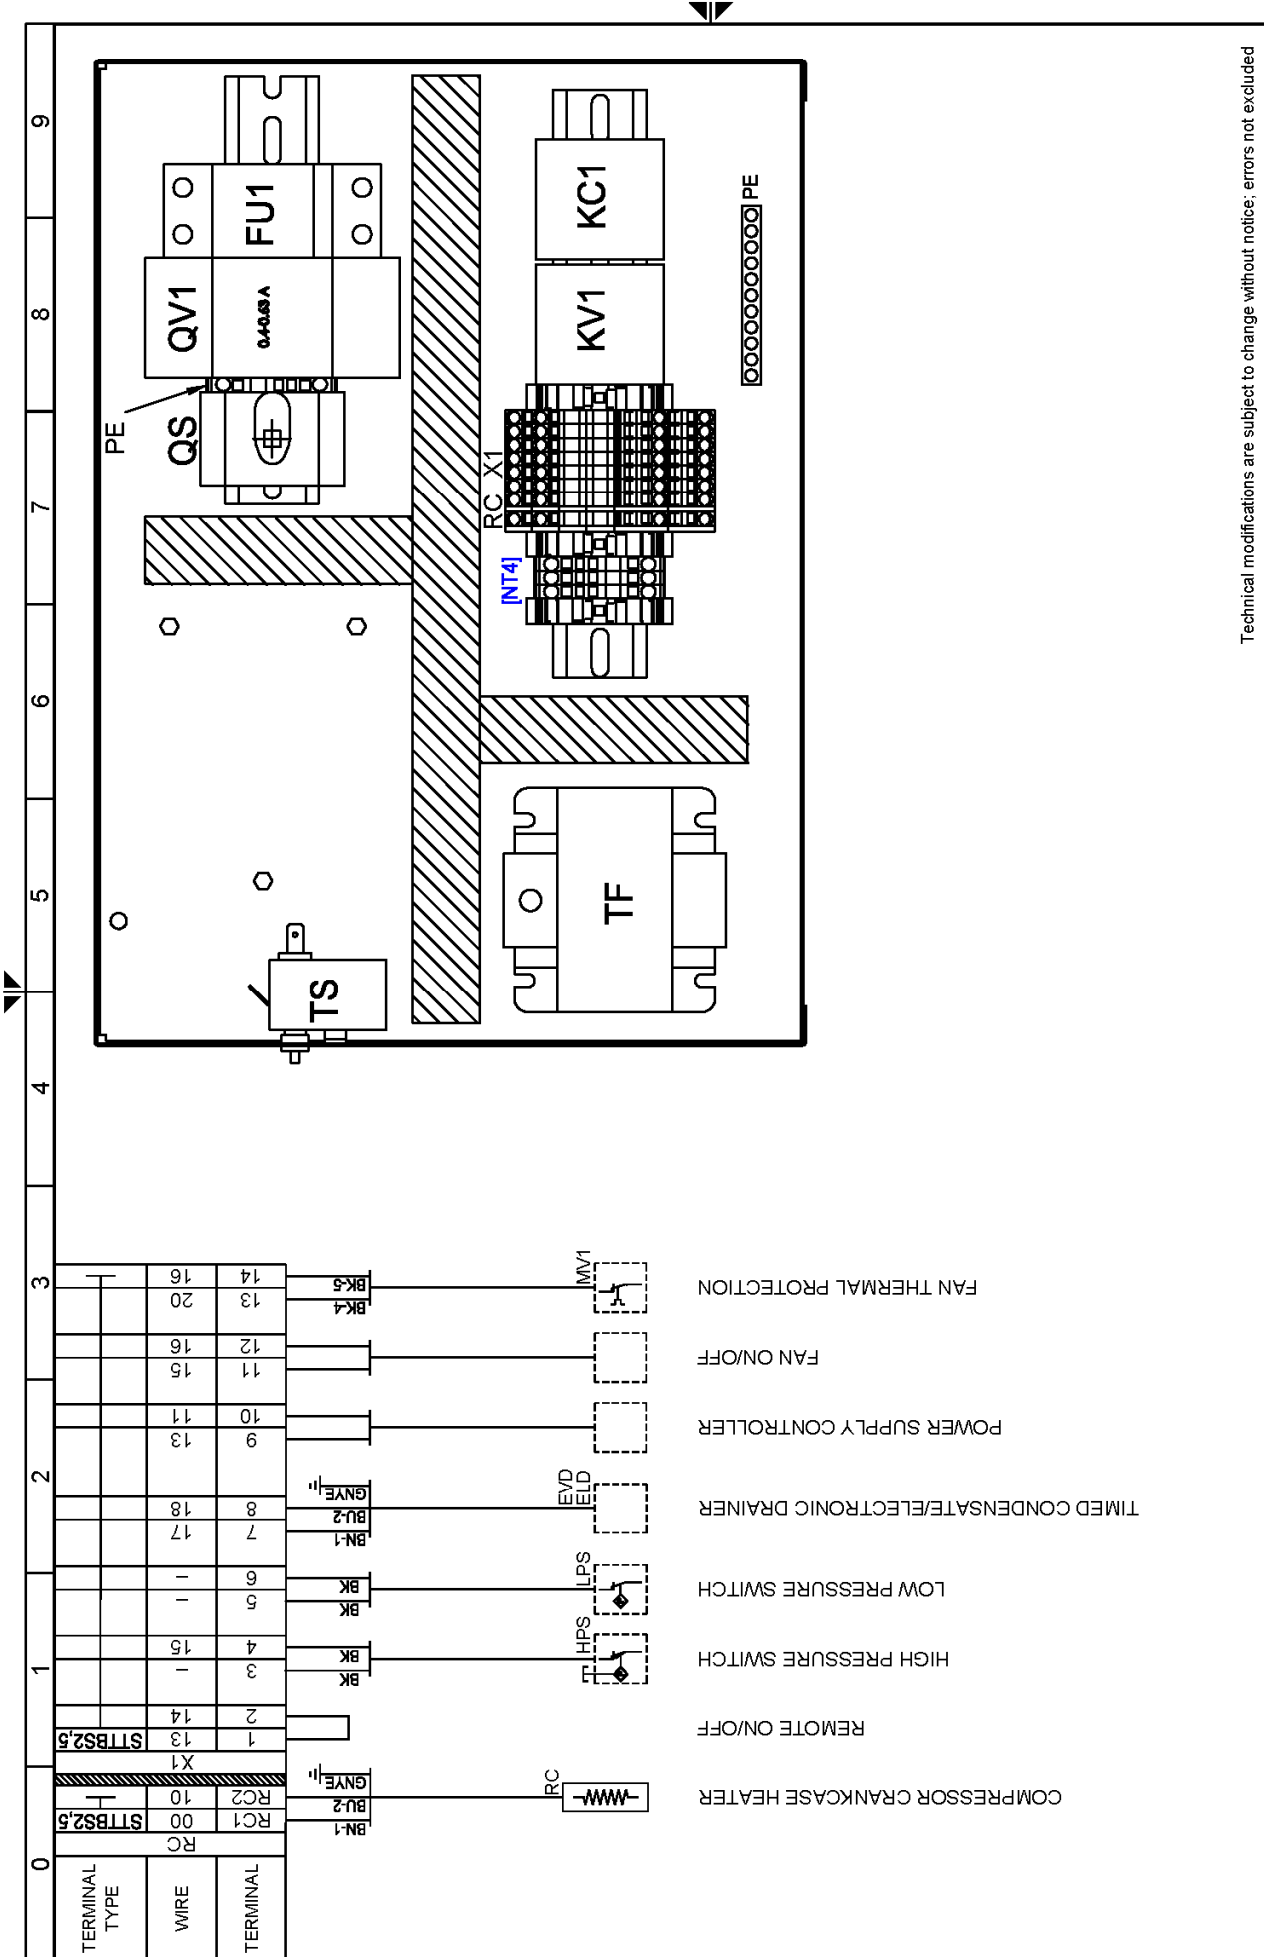 9
8
7
6
5
4
3
2
1
0
FU1
QV1
0.4-0.63 A
PE
QS
KC1
KV1
PE
RC X1
[NT4]
TF
TS
Technical modifications are subject to change without notice; errors not excluded
TERMINAL TYPE
WIRE
TERMINAL
RC
STTBS2,5
00
RC1
BN-1
10
RC2
BU-2
GNYE
RC
COMPRESSOR CRANKCASE HEATER
X1
STTBS2,5
13
1
14
2
REMOTE ON/OFF
–
3
BK
15
4
BK
HPS
HIGH PRESSURE SWITCH
–
5
BK
–
6
BK
LPS
LOW PRESSURE SWITCH
17
7
BN-1
18
8
BU-2
GNYE
EVD
ELD
TIMED CONDENSATE/ELECTRONIC DRAINER
13
9
11
10
POWER SUPPLY CONTROLLER
15
11
16
12
FAN ON/OFF
20
13
BK-4
16
14
BK-5
MV1
FAN THERMAL PROTECTION